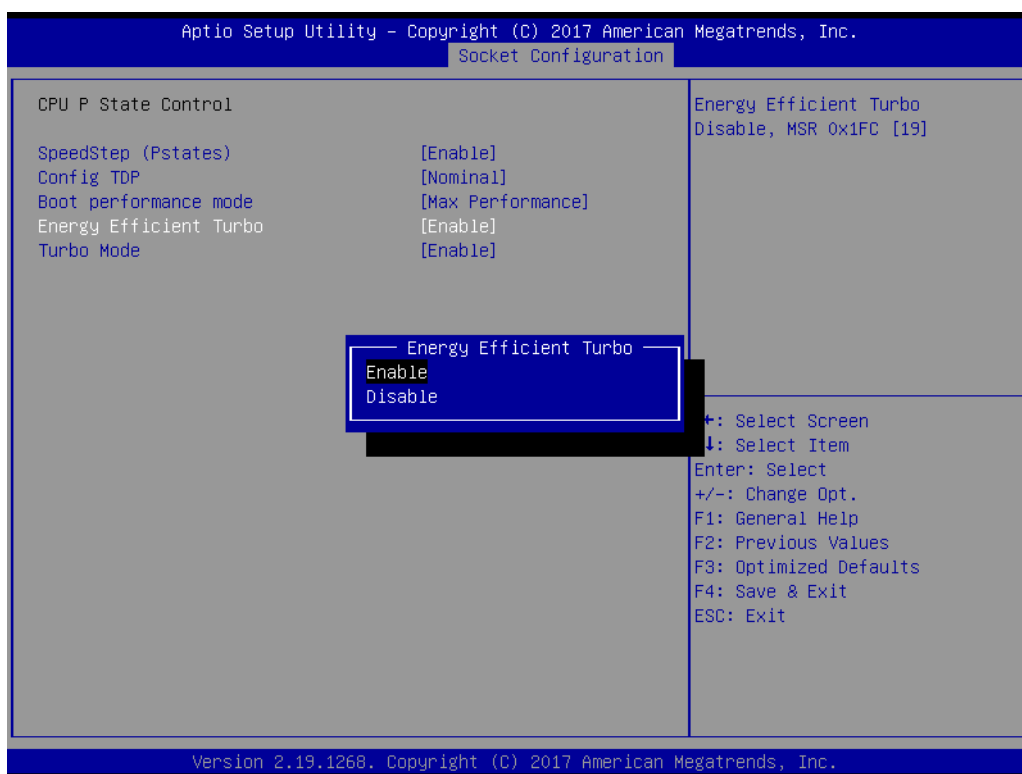 Aptio Setup Utility – Copyright (C) 2017 American Megatrends, Inc.
Socket Configuration
CPU P State Control
SpeedStep (Pstates) [Enable]
Config TDP [Nominal]
Boot performance mode [Max Performance]
Energy Efficient Turbo [Enable]
Turbo Mode [Enable]
Energy Efficient Turbo
Disable, MSR 0x1FC [19]
Energy Efficient Turbo
Enable
Disable
: Select Screen
: Select Item
Enter: Select
+/-: Change Opt.
F1: General Help
F2: Previous Values
F3: Optimized Defaults
F4: Save & Exit
ESC: Exit
Version 2.19.1268. Copyright (C) 2017 American Megatrends, Inc.